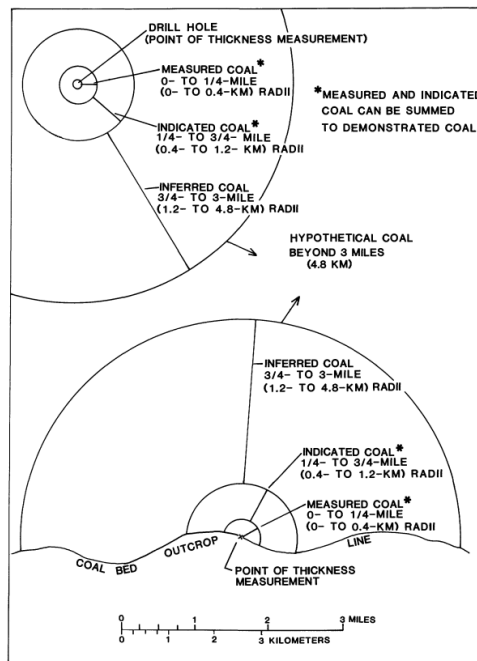 DRILL HOLE
(POINT OF THICKNESS MEASUREMENT)
MEASURED COAL*
0- TO 1/4-MILE
(0- TO 0.4-KM) RADII
*MEASURED AND INDICATED
COAL CAN BE SUMMED
TO DEMONSTRATED COAL
INDICATED COAL*
1/4- TO 3/4-MILE
(0.4- TO 1.2-KM) RADII
INFERRED COAL
3/4- TO 3-MILE
(1.2- TO 4.8-KM) RADII
HYPOTHETICAL COAL
BEYOND 3 MILES
(4.8 KM)
INFERRED COAL
3/4- TO 3-MILE
(1.2- TO 4.8-KM) RADII
INDICATED COAL*
1/4- TO 3/4-MILE
(0.4- TO 1.2-KM) RADII
MEASURED COAL*
0- TO 1/4-MILE
(0- TO 0.4-KM) RADII
COAL BED OUTCROP LINE
POINT OF THICKNESS
MEASUREMENT
0 1 2 3 MILES
0 1 2 3 KILOMETERS